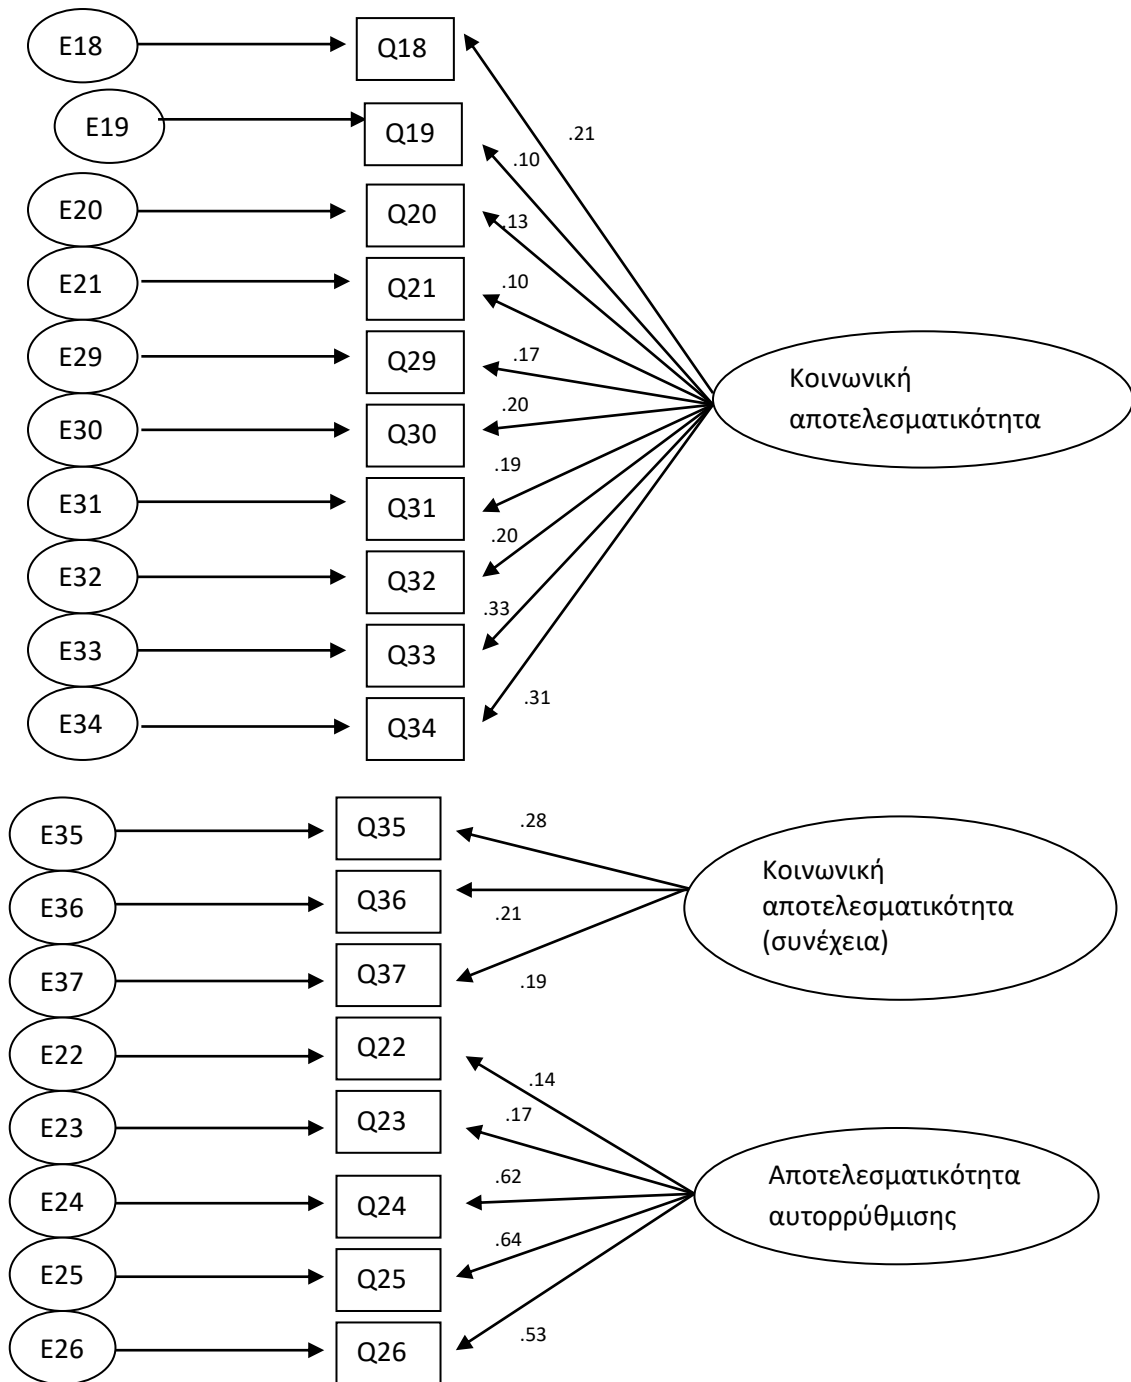 E18
Q18
.21
E19
Q19
.10
E20
Q20
.13
E21
Q21
.10
E29
Q29
.17
Κοινωνική
αποτελεσματικότητα
E30
Q30
.20
E31
Q31
.19
E32
Q32
.20
E33
Q33
.33
E34
Q34
.31
E35
Q35
.28
Κοινωνική
αποτελεσματικότητα
(συνέχεια)
E36
Q36
.21
E37
Q37
.19
E22
Q22
.14
E23
Q23
.17
Αποτελεσματικότητα
αυτορρύθμισης
E24
Q24
.62
E25
Q25
.64
E26
Q26
.53